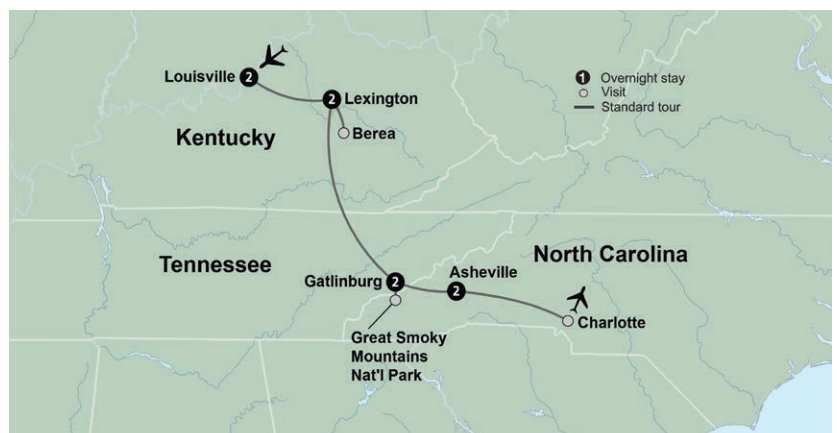 Louisville 2
1 Overnight stay
Visit
Standard tour
2 Lexington
Berea
Kentucky
Tennessee
North Carolina
Asheville
2
Gatlinburg 2
Charlotte
Great Smoky
Mountains
Nat'l Park